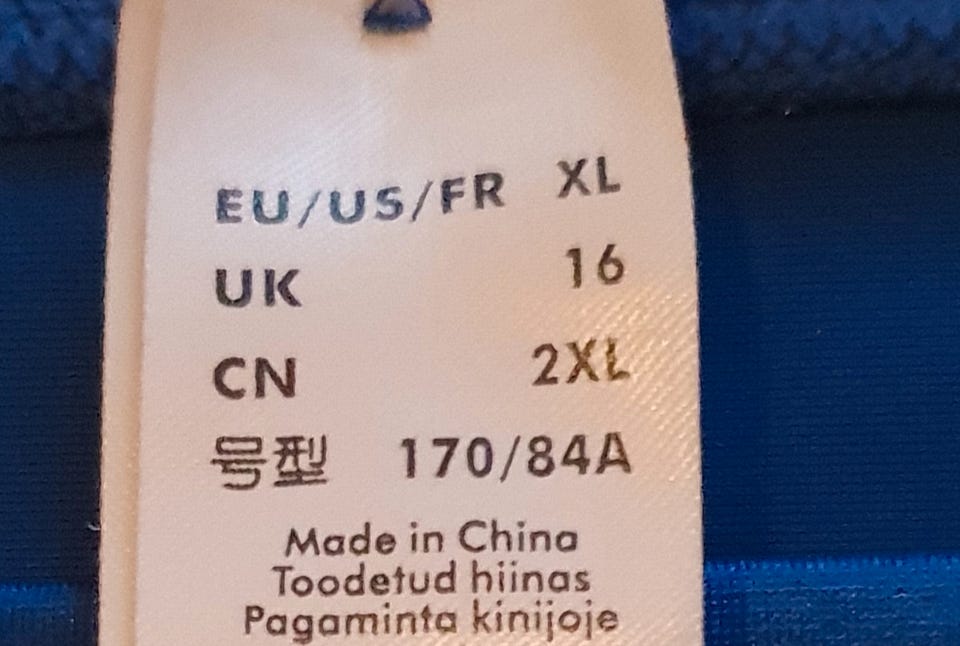 EU/US/FR XL
UK 16
CN 2XL
号型 170/84A
Made in China
Toodetud hiinas
Pagaminta kinijoje